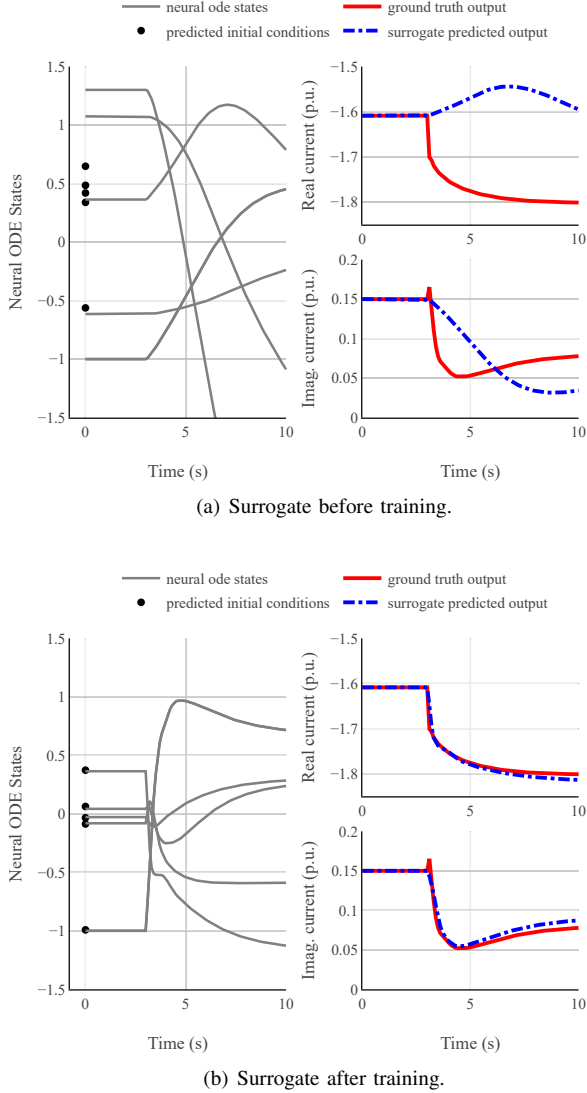 neural ode states
ground truth output
predicted initial conditions
surrogate predicted output
1.5
1
0.5
0
−0.5
−1
−1.5
Neural ODE States
0
5
10
Time (s)
−1.5
−1.6
−1.7
−1.8
Real current (p.u.)
0
5
10
0.2
0.15
0.1
0.05
0
Imag. current (p.u.)
0
5
10
Time (s)
(a) Surrogate before training.
neural ode states
ground truth output
predicted initial conditions
surrogate predicted output
1.5
1
0.5
0
−0.5
−1
−1.5
Neural ODE States
0
5
10
Time (s)
−1.5
−1.6
−1.7
−1.8
Real current (p.u.)
0
5
10
0.2
0.15
0.1
0.05
0
Imag. current (p.u.)
0
5
10
Time (s)
(b) Surrogate after training.